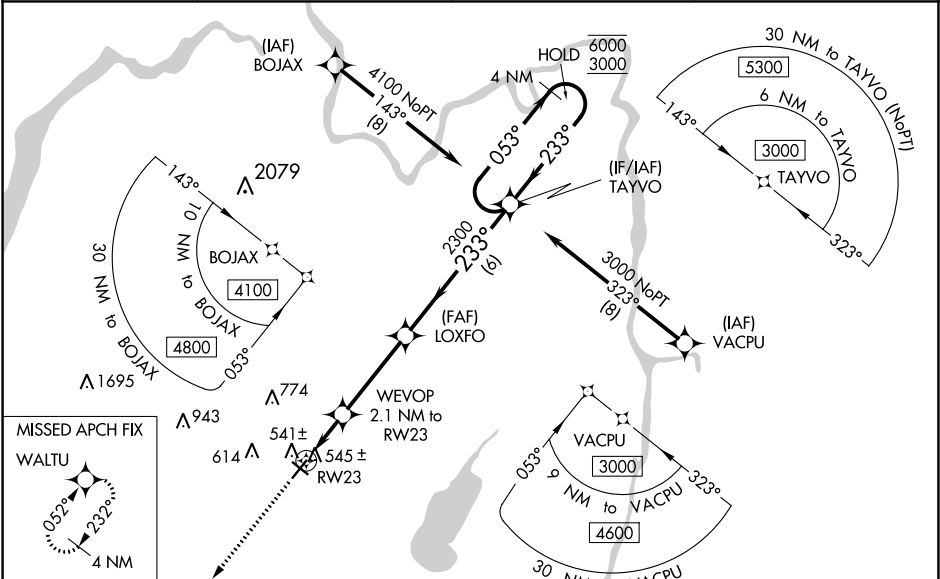 (IAF)
BOJAX
4100 NoPT
143°
(8)
HOLD
6000
3000
4 NM
053°
233°
(IF/IAF)
TAYVO
30 NM to TAYVO (NoPT)
5300
143°
6 NM to TAYVO
3000
TAYVO
323°
2079
143°
10 NM to BOJAX
BOJAX
4100
30 NM to BOJAX
4800
053°
2300
233°
(6)
3000 NoPT
323°
(8)
(IAF)
VACPU
(FAF)
LOXFO
1695
943
774
WEVOP
2.1 NM to
RW23
541±
614
545 ±
RW23
MISSED APCH FIX
WALTU
052°
232°
4 NM
VACPU
3000
053°
323°
9 NM to VACPU
4600